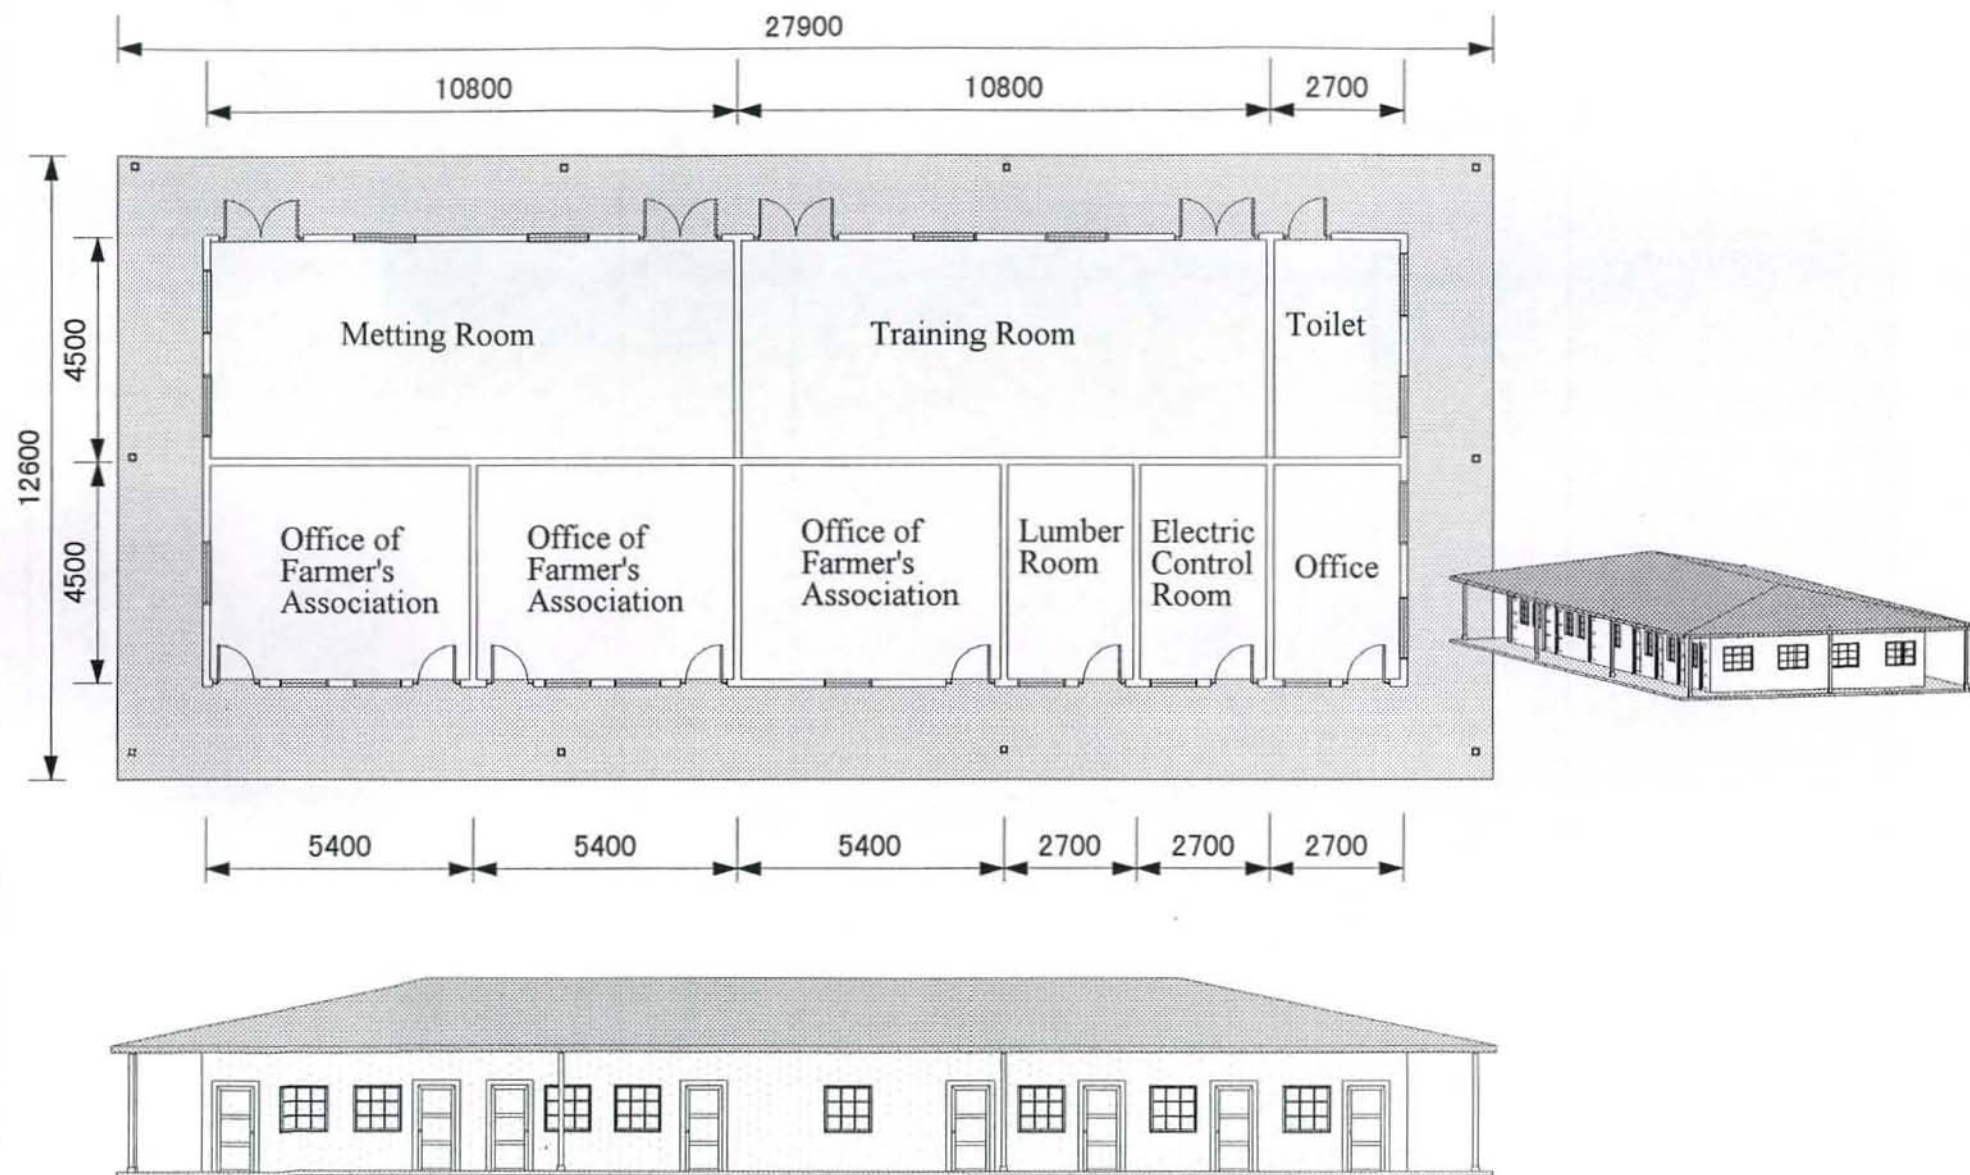 27900
10800
10800
2700
4500
12600
4500
Metting Room
Training Room
Toilet
Office of
Farmer's
Association
Office of
Farmer's
Association
Office of
Farmer's
Association
Lumber
Room
Electric
Control
Room
Office
5400
5400
5400
2700
2700
2700